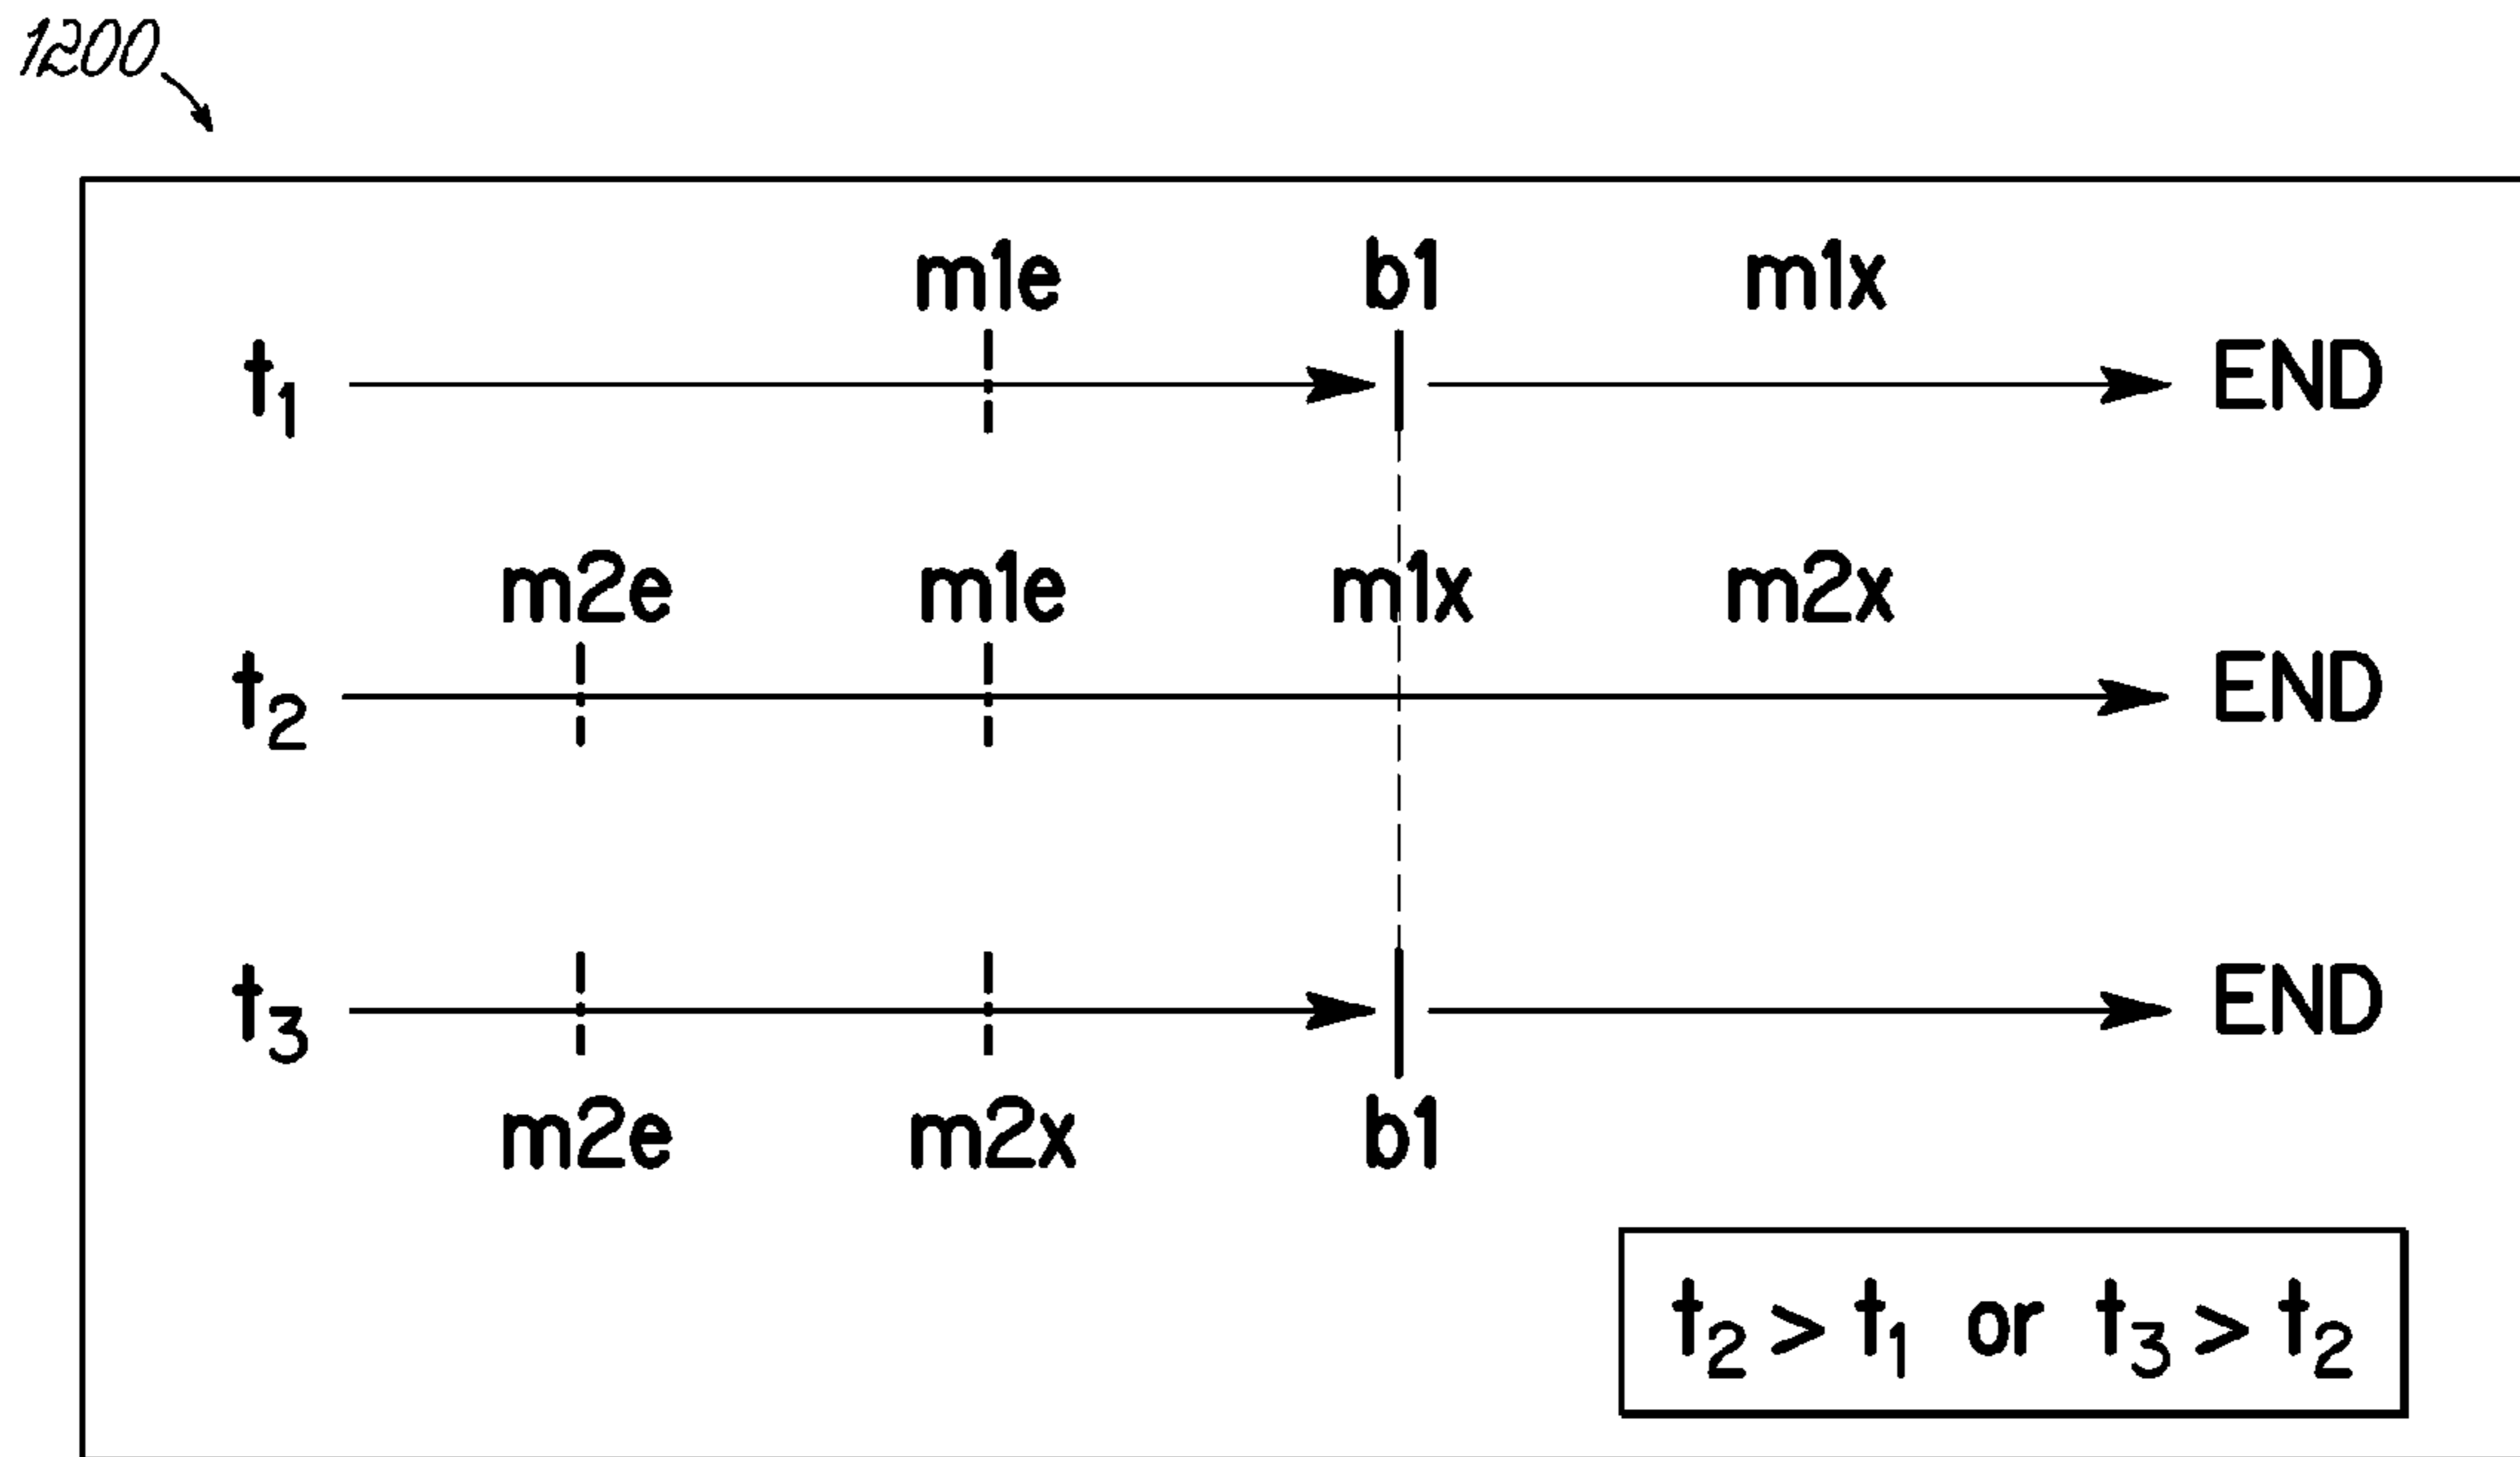 1200
m1e b1 m1x
t₁ END
m2e m1e m1x m2x
t₂ END
t₃ END
m2e m2x b1
t₂ > t₁ or t₃ > t₂